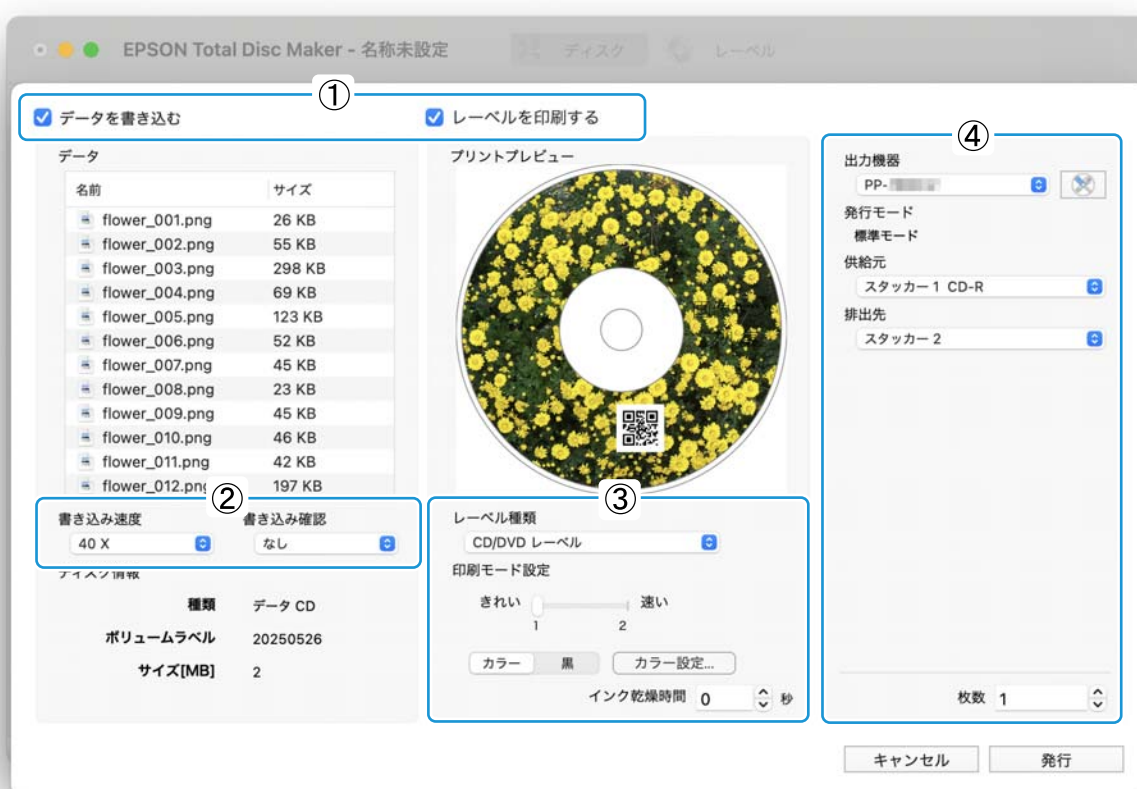 EPSON Total Disc Maker - 名称未設定 ディスク レーベル
①
データを書き込む レーベルを印刷する
データ
名前 サイズ
flower_001.png 26 KB
flower_002.png 55 KB
flower_003.png 298 KB
flower_004.png 69 KB
flower_005.png 123 KB
flower_006.png 52 KB
flower_007.png 45 KB
flower_008.png 23 KB
flower_009.png 45 KB
flower_010.png 46 KB
flower_011.png 42 KB
flower_012.png 197 KB
②
書き込み速度 書き込み確認
40 X なし
ディスク情報
種類 データ CD
ボリュームラベル 20250526
サイズ[MB] 2
プリントプレビュー
③
レーベル種類
CD/DVD レーベル
印刷モード設定
きれい 速い
1 2
カラー 黒 カラー設定...
インク乾燥時間 0 秒
④
出力機器
PP-
発行モード
標準モード
供給元
スタッカー 1 CD-R
排出先
スタッカー 2
枚数 1
キャンセル 発行